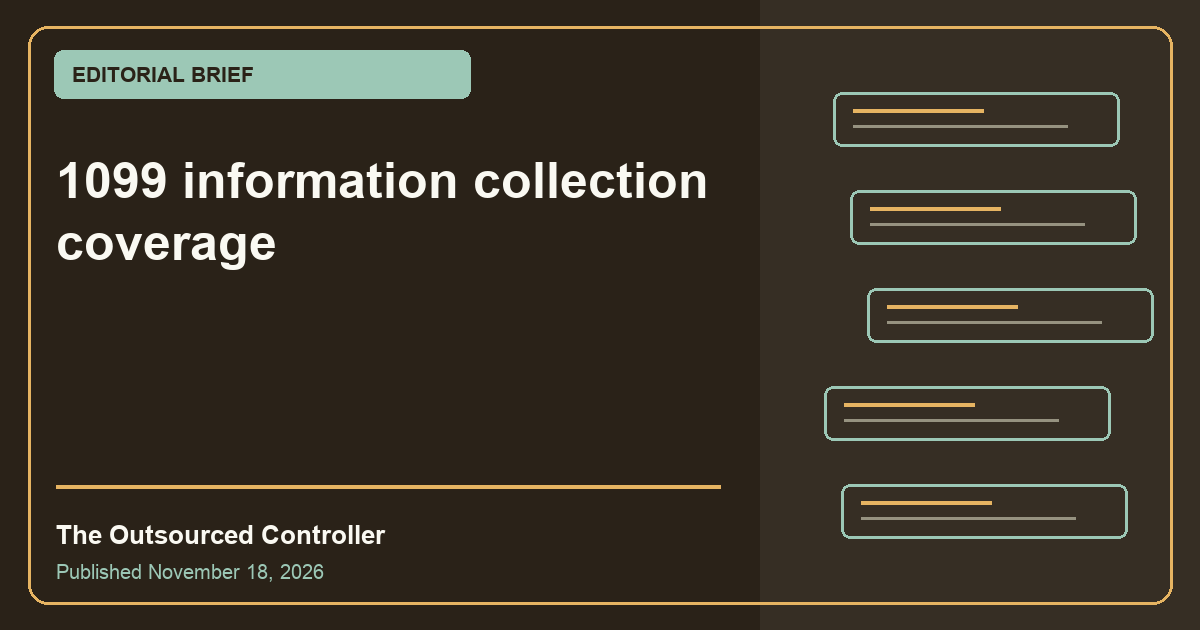 EDITORIAL BRIEF
1099 information collection
coverage
The Outsourced Controller
Published November 18, 2026